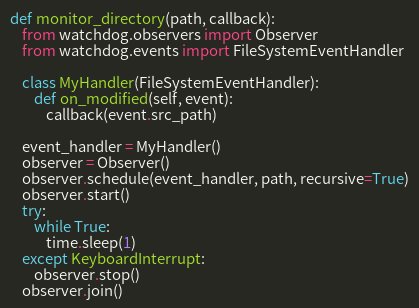 def monitor_directory(path, callback):
    from watchdog.observers import Observer
    from watchdog.events import FileSystemEventHandler

    class MyHandler(FileSystemEventHandler):
        def on_modified(self, event):
            callback(event.src_path)

    event_handler = MyHandler()
    observer = Observer()
    observer.schedule(event_handler, path, recursive=True)
    observer.start()
    try:
        while True:
            time.sleep(1)
    except KeyboardInterrupt:
        observer.stop()
    observer.join()